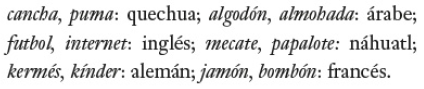 cancha, puma: quechua; algodón, almohada: árabe;
futbol, internet: inglés; mecate, papalote: náhuatl;
kermés, kínder: alemán; jamón, bombón: francés.